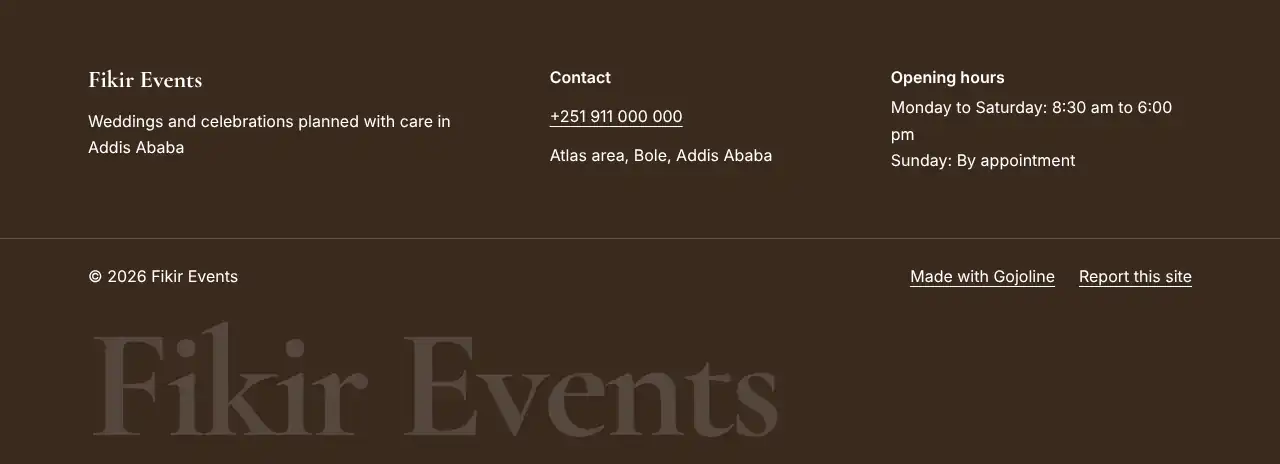 Fikir Events
Weddings and celebrations planned with care in
Addis Ababa
Contact
+251 911 000 000
Atlas area, Bole, Addis Ababa
Opening hours
Monday to Saturday: 8:30 am to 6:00
pm
Sunday: By appointment
© 2026 Fikir Events
Made with Gojoline
Report this site
Fikir Events